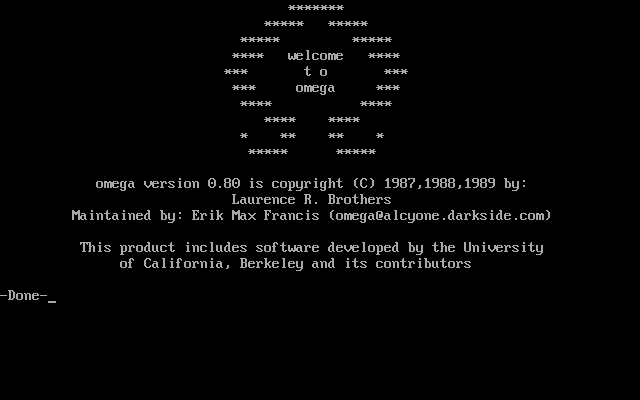 *******
*****   *****
*****         *****
****   welcome   ****
***       t o       ***
***     omega     ***
****           ****
****    ****
*    **    **    *
*****      *****
omega version 0.80 is copyright (C) 1987,1988,1989 by:
Laurence R. Brothers
Maintained by: Erik Max Francis (omega@alcyone.darkside.com)
This product includes software developed by the University
of California, Berkeley and its contributors
-Done-_